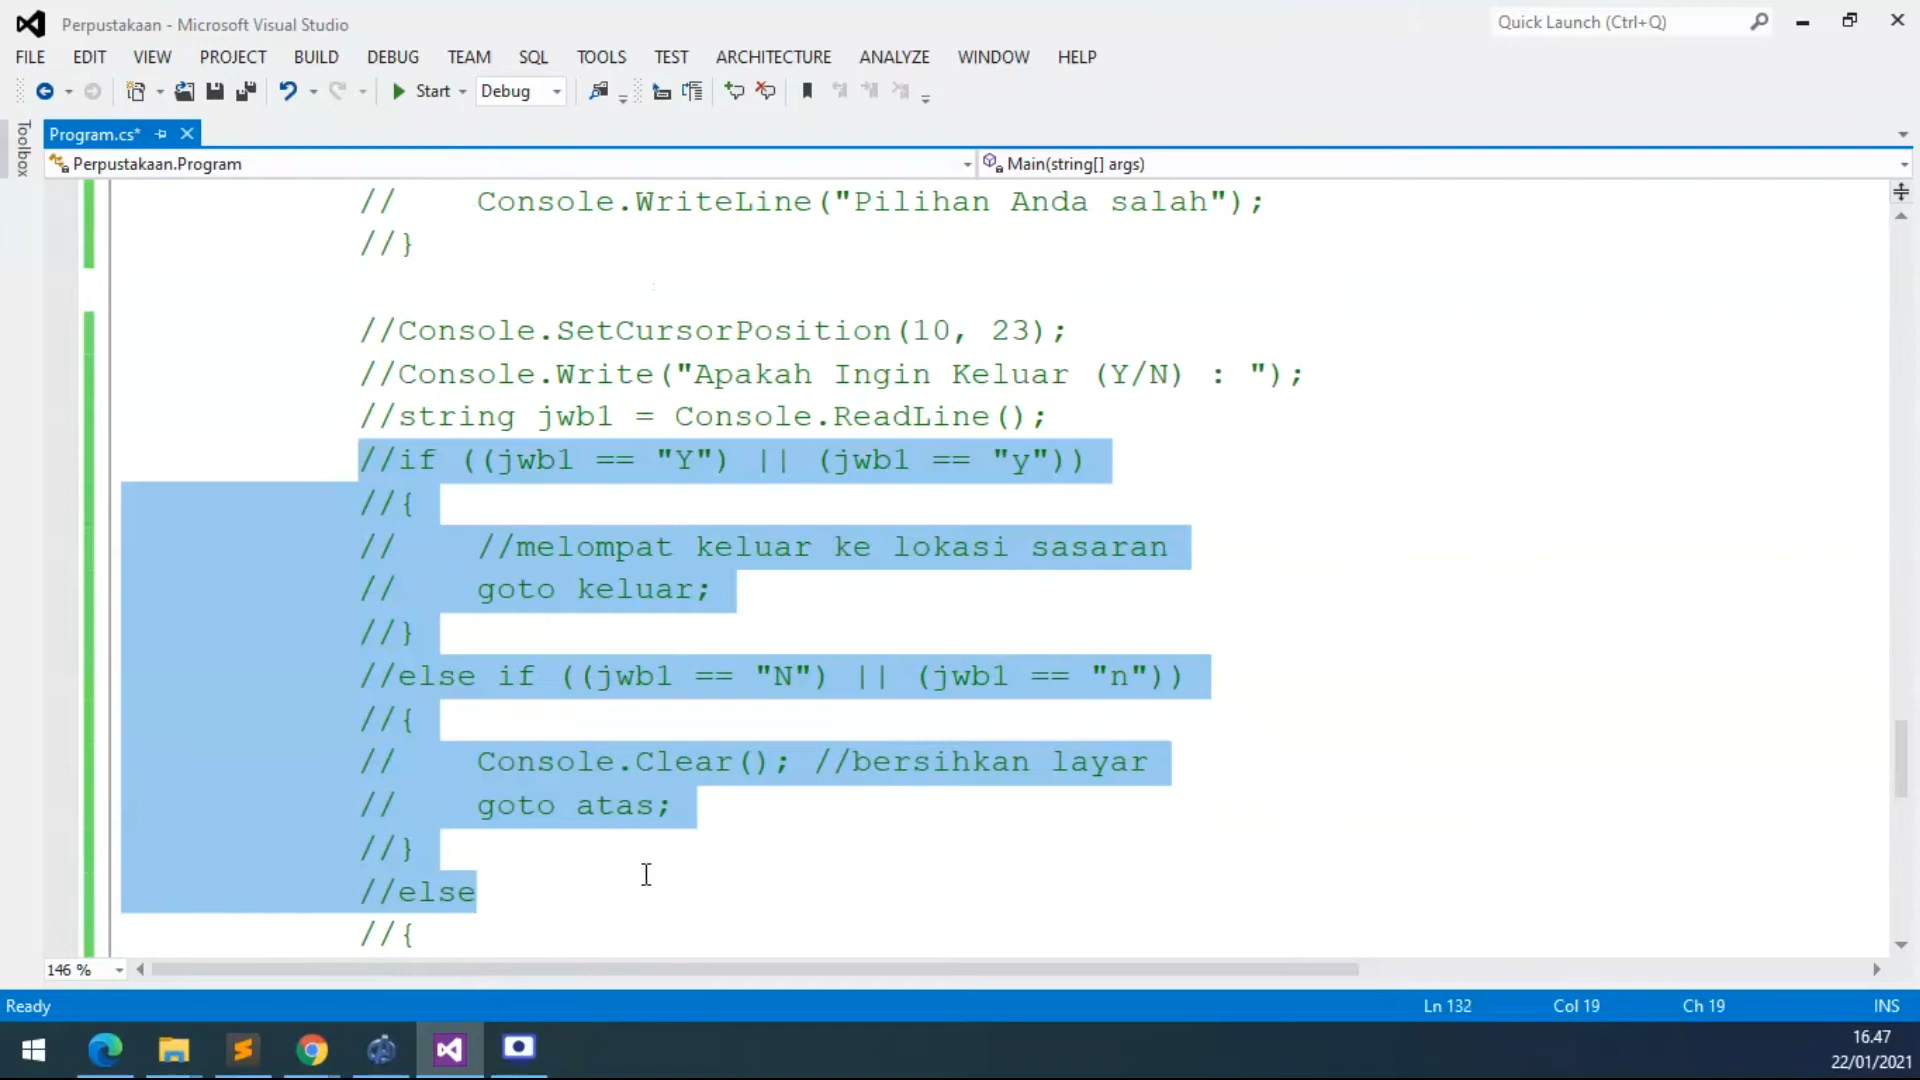 Perpustakaan - Microsoft Visual Studio
Quick Launch (Ctrl+Q)
FILE EDIT VIEW PROJECT BUILD DEBUG TEAM SQL TOOLS TEST ARCHITECTURE ANALYZE WINDOW HELP
Start Debug
Toolbox
Program.cs*
Perpustakaan.Program
Main(string[] args)
//    Console.WriteLine("Pilihan Anda salah");
//}
//Console.SetCursorPosition(10, 23);
//Console.Write("Apakah Ingin Keluar (Y/N) : ");
//string jwb1 = Console.ReadLine();
//if ((jwb1 == "Y") || (jwb1 == "y"))
//{
//    //melompat keluar ke lokasi sasaran
//    goto keluar;
//}
//else if ((jwb1 == "N") || (jwb1 == "n"))
//{
//    Console.Clear(); //bersihkan layar
//    goto atas;
//}
//else
//{
146 %
Ready
Ln 132 Col 19 Ch 19 INS
16.47
22/01/2021